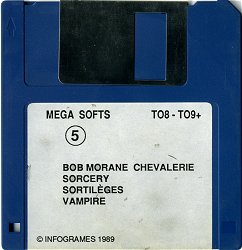 MEGA SOFTS TO8 - TO9+
5
BOB MORANE CHEVALERIE
SORCERY
SORTILÈGES
VAMPIRE
© INFOGRAMES 1989